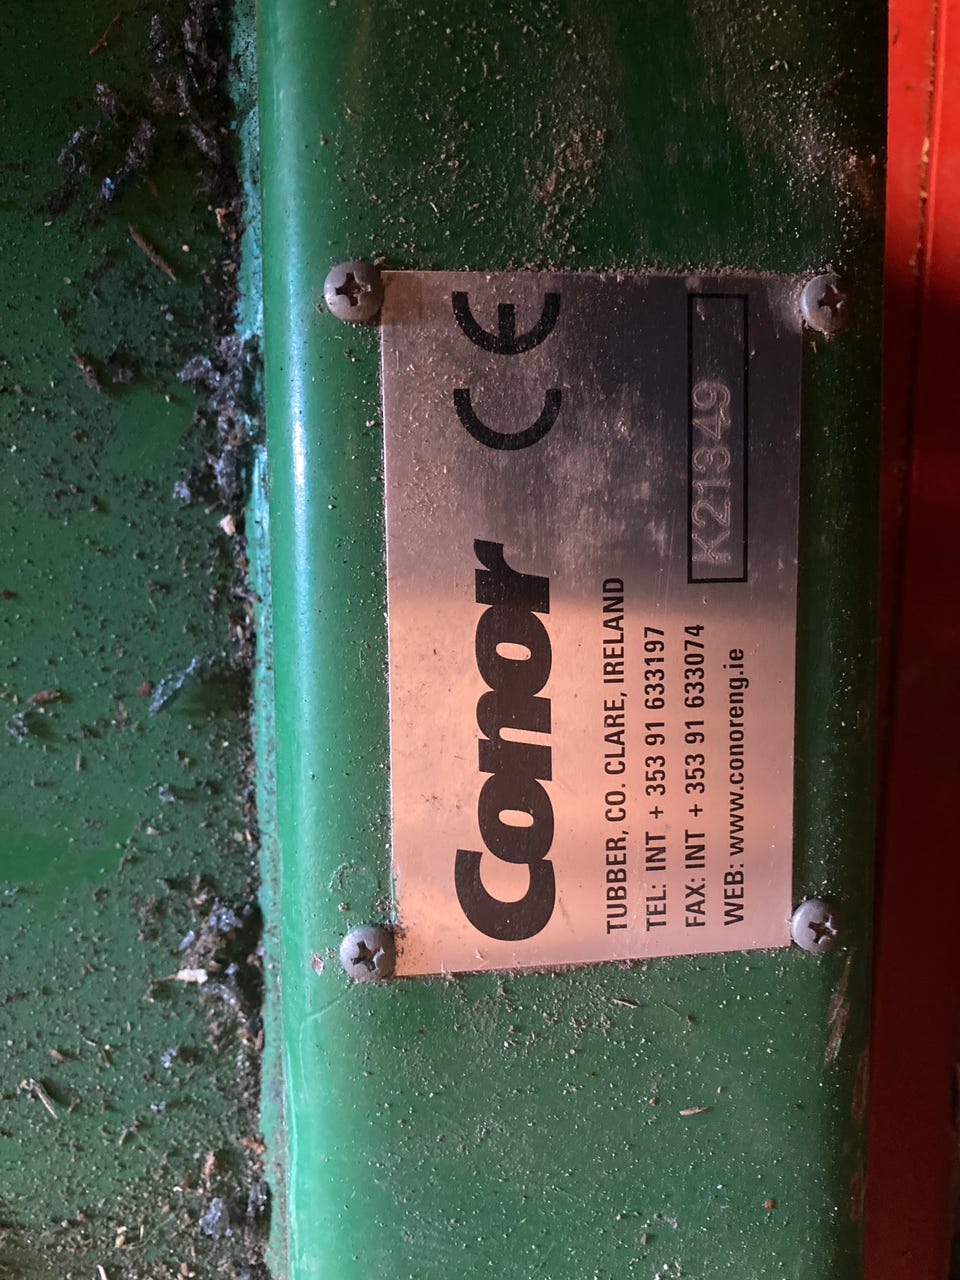 Conor CE
TUBBER, CO. CLARE, IRELAND
TEL: INT + 353 91 633197
FAX: INT + 353 91 633074
WEB: www.conoreng.ie
K21349